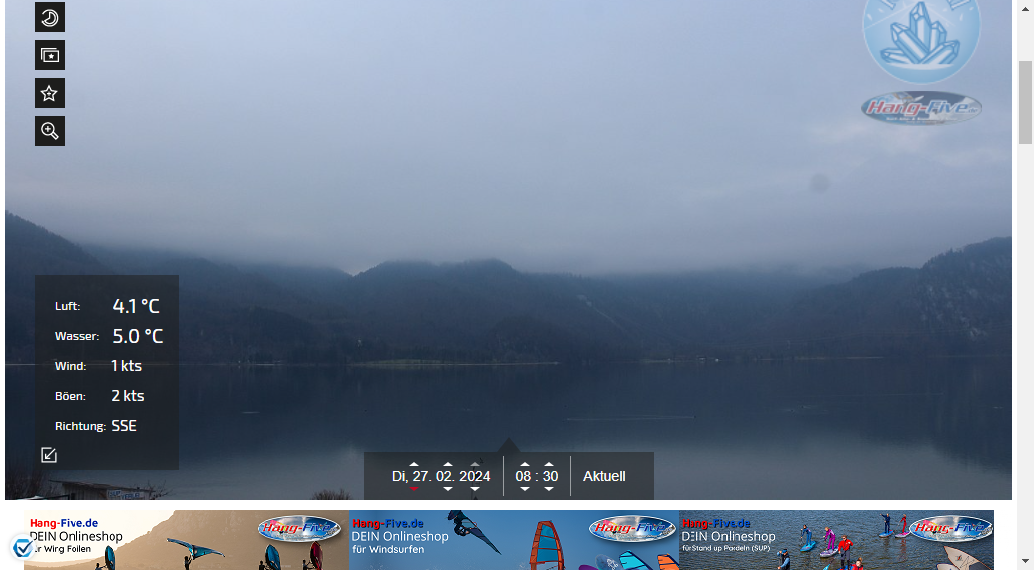 Hang-Five
Luft: 4.1 °C
Wasser: 5.0 °C
Wind: 1 kts
Böen: 2 kts
Richtung: SSE
Di, 27. 02. 2024 08 : 30 Aktuell
Hang-Five.de
DEIN Onlineshop
für Wing Foilen
Hang-Five
Hang-Five.de
DEIN Onlineshop
für Windsurfen
Hang-Five
Hang-Five.de
DEIN Onlineshop
für Stand up Paddeln (SUP)
Hang-Five